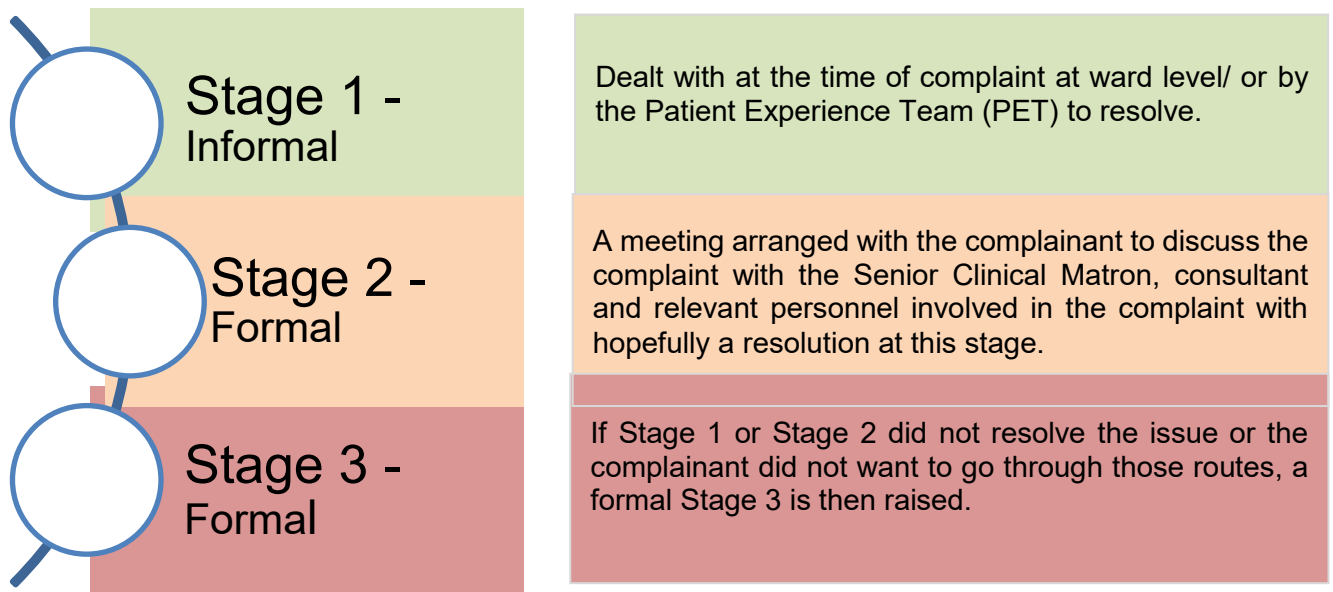 Stage 1 -
Informal
Dealt with at the time of complaint at ward level/ or by
the Patient Experience Team (PET) to resolve.
Stage 2 -
Formal
A meeting arranged with the complainant to discuss the
complaint with the Senior Clinical Matron, consultant
and relevant personnel involved in the complaint with
hopefully a resolution at this stage.
Stage 3 -
Formal
If Stage 1 or Stage 2 did not resolve the issue or the
complainant did not want to go through those routes, a
formal Stage 3 is then raised.